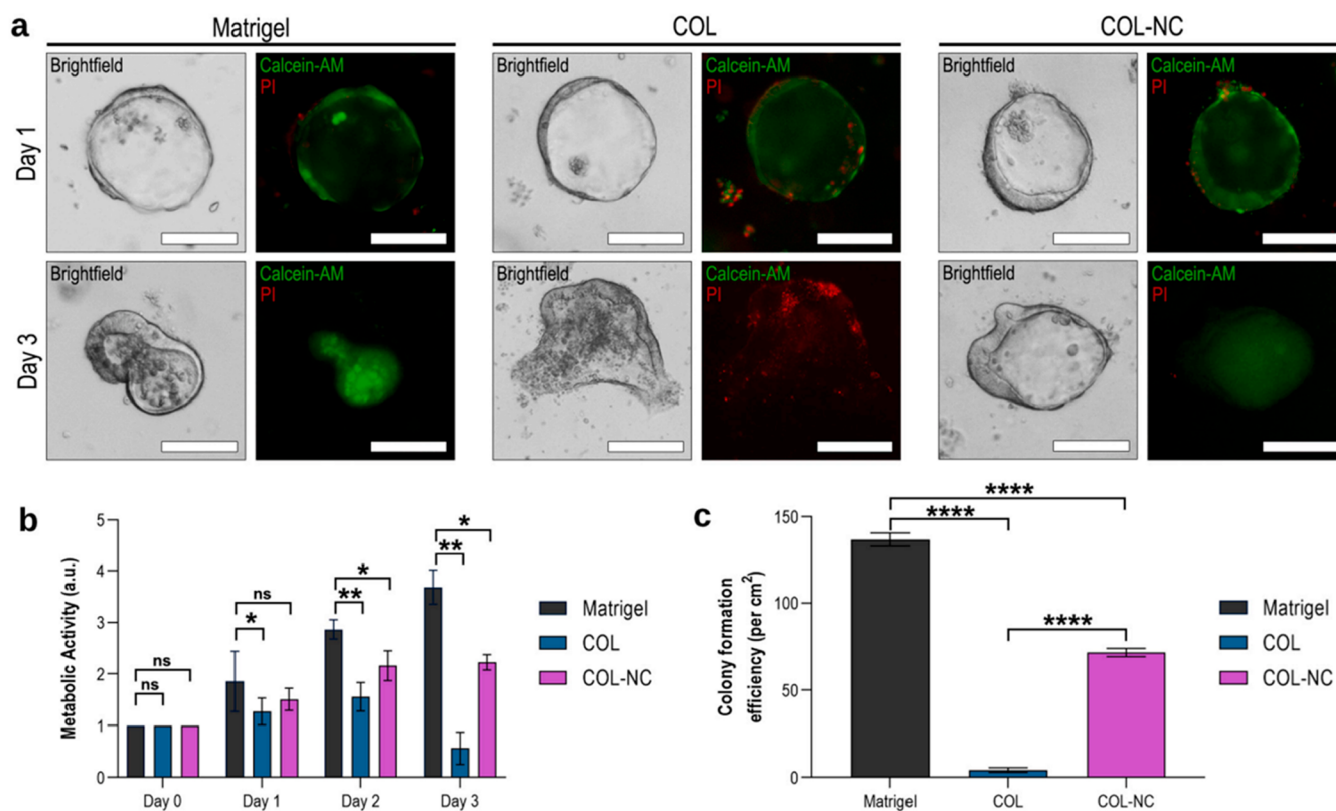 a
Matrigel
COL
COL-NC
Day 1
Brightfield
Calcein-AM
PI
Brightfield
Calcein-AM
PI
Brightfield
Calcein-AM
PI
Day 3
Brightfield
Calcein-AM
PI
Brightfield
Calcein-AM
PI
Brightfield
Calcein-AM
PI
b
Metabolic Activity (a.u.)
5
4
3
2
1
0
ns
ns
ns
*
*
**
*
**
Day 0
Day 1
Day 2
Day 3
Matrigel
COL
COL-NC
c
Colony formation
efficiency (per cm2)
150
100
50
0
****
****
****
Matrigel
COL
COL-NC
Matrigel
COL
COL-NC